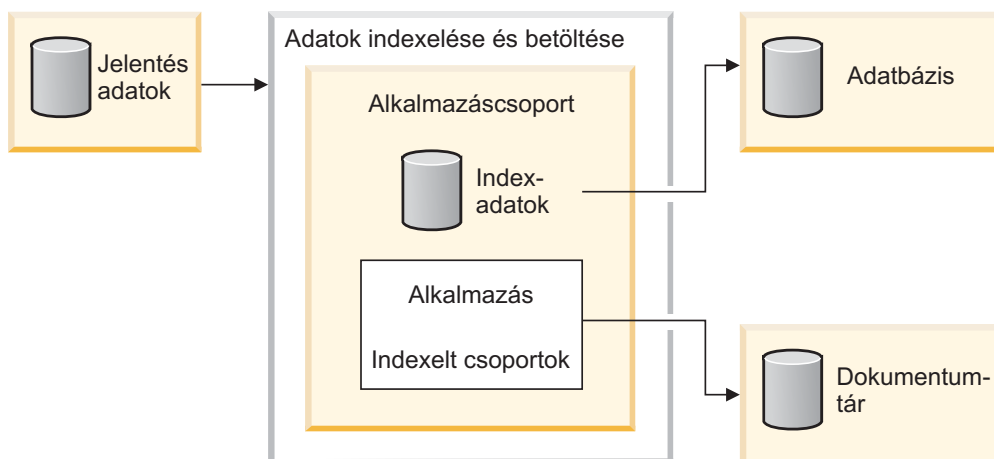 Jelentés
adatok
Adatok indexelése és betöltése
Alkalmazáscsoport
Index-
adatok
Alkalmazás
Indexelt csoportok
Adatbázis
Dokumentum-
tár